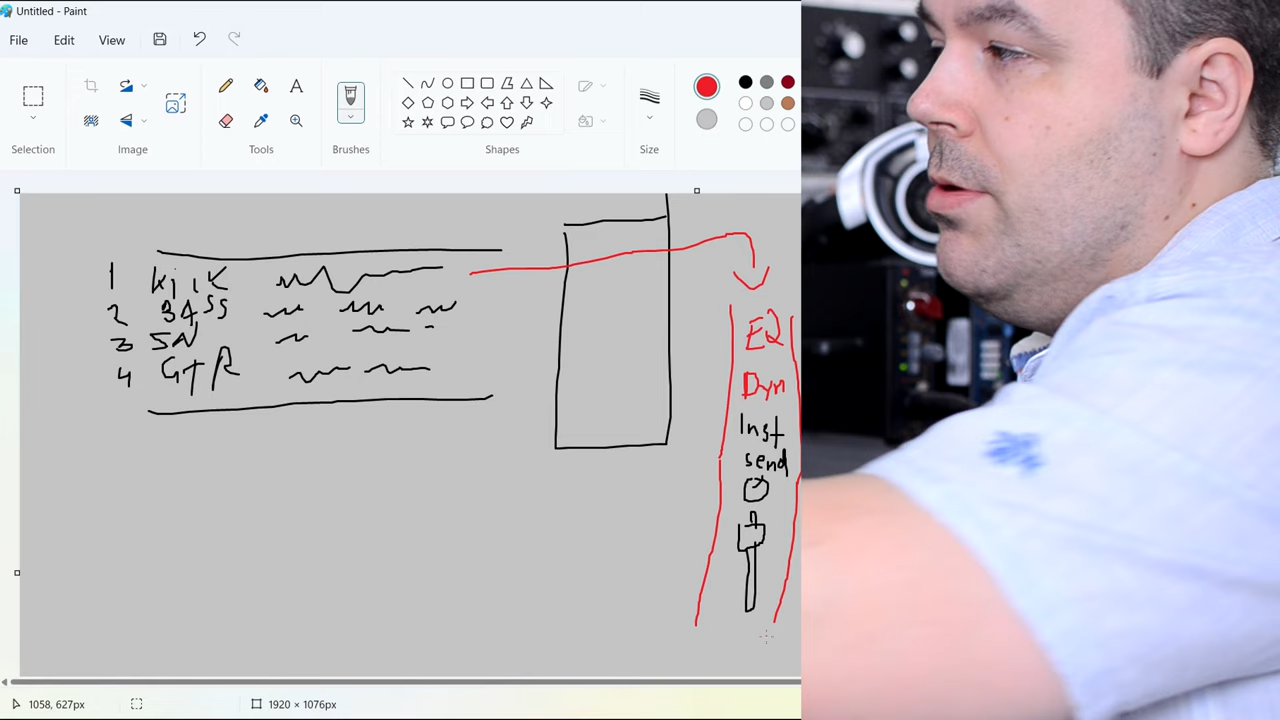 Untitled - Paint
File Edit View
Selection Image Tools Brushes Shapes Size
1 Kick
2 BASS
3 SN
4 GTR
EQ
Dyn
Inst
send
1058, 627px 1920 × 1076px